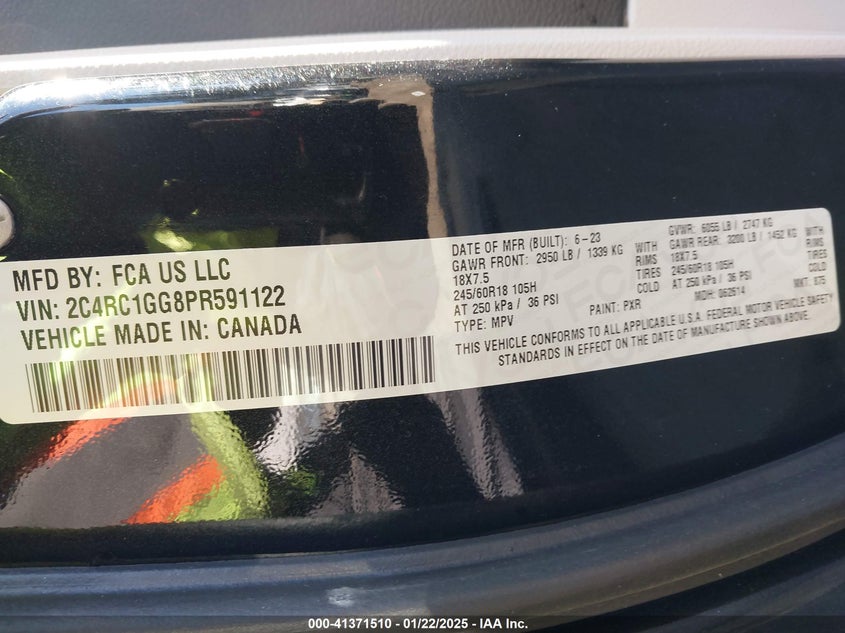 MFD BY: FCA US LLC
VIN: 2C4RC1GG8PR591122
VEHICLE MADE IN: CANADA
DATE OF MFR (BUILT): 6-23 GVWR: 6055 LB / 2747 KG
GAWR FRONT: 2950 LB / 1339 KG WITH GAWR REAR: 3200 LB / 1452 KG WITH
18X7.5 RIMS 18X7.5 RIMS
245/60R18 105H TIRES 245/60R18 105H TIRES
AT 250 kPa / 36 PSI COLD AT 250 kPa / 36 PSI COLD
TYPE: MPV PAINT: PXR MDH: 062614 MKT: 875
THIS VEHICLE CONFORMS TO ALL APPLICABLE U.S.A. FEDERAL MOTOR VEHICLE SAFETY
STANDARDS IN EFFECT ON THE DATE OF MANUFACTURE SHOWN ABOVE.
000-41371510 - 01/22/2025 - IAA Inc.